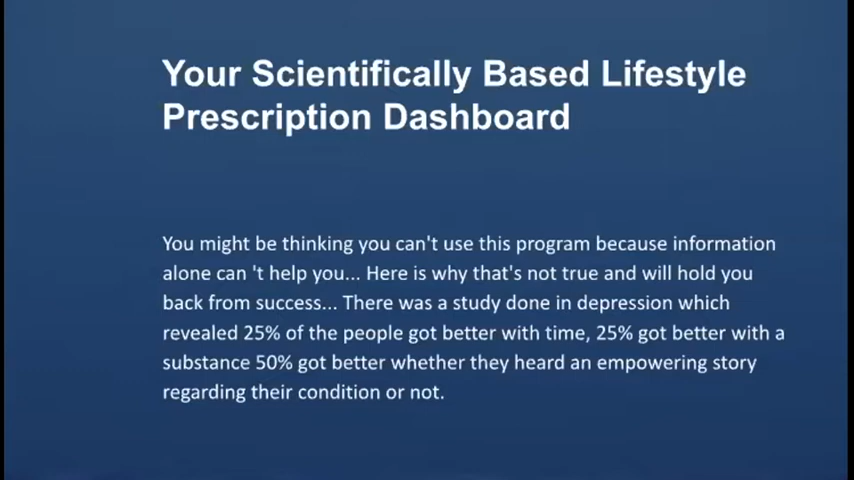 Your Scientifically Based Lifestyle
Prescription Dashboard
You might be thinking you can't use this program because information
alone can 't help you... Here is why that's not true and will hold you
back from success... There was a study done in depression which
revealed 25% of the people got better with time, 25% got better with a
substance 50% got better whether they heard an empowering story
regarding their condition or not.